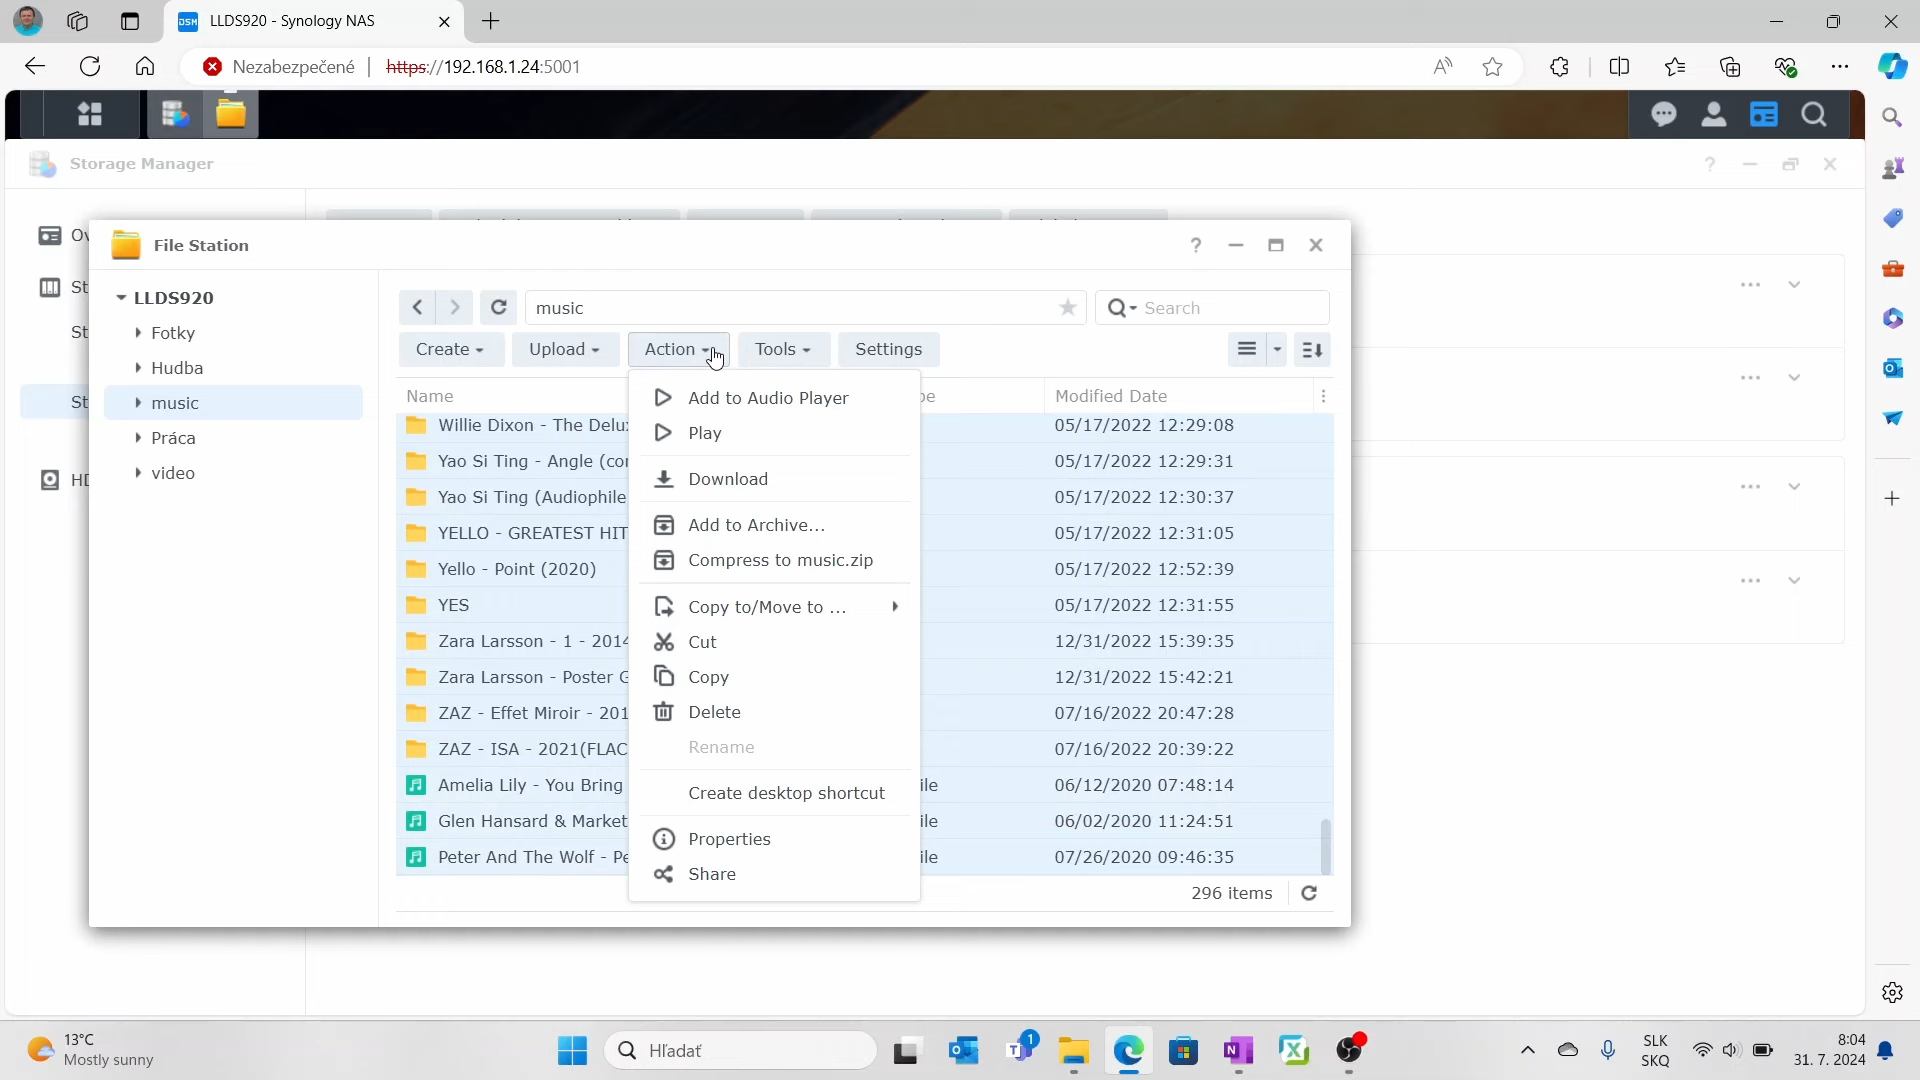 LLDS920 - Synology NAS
Nezabezpečené
https://192.168.1.24:5001
Storage Manager
File Station
LLDS920
Fotky
Hudba
music
Práca
video
music
Search
Create
Upload
Action
Tools
Settings
Name
Modified Date
Willie Dixon - The Delu
05/17/2022 12:29:08
Yao Si Ting - Angle (co
05/17/2022 12:29:31
Yao Si Ting (Audiophile
05/17/2022 12:30:37
YELLO - GREATEST HIT
05/17/2022 12:31:05
Yello - Point (2020)
05/17/2022 12:52:39
YES
05/17/2022 12:31:55
Zara Larsson - 1 - 2014
12/31/2022 15:39:35
Zara Larsson - Poster G
12/31/2022 15:42:21
ZAZ - Effet Miroir - 201
07/16/2022 20:47:28
ZAZ - ISA - 2021(FLAC
07/16/2022 20:39:22
Amelia Lily - You Bring
ile
06/12/2020 07:48:14
Glen Hansard & Market
ile
06/02/2020 11:24:51
Peter And The Wolf - Pe
ile
07/26/2020 09:46:35
Add to Audio Player
Play
Download
Add to Archive...
Compress to music.zip
Copy to/Move to ...
Cut
Copy
Delete
Rename
Create desktop shortcut
Properties
Share
296 items
13°C
Mostly sunny
Hľadať
1
SLK
SKQ
8:04
31. 7. 2024